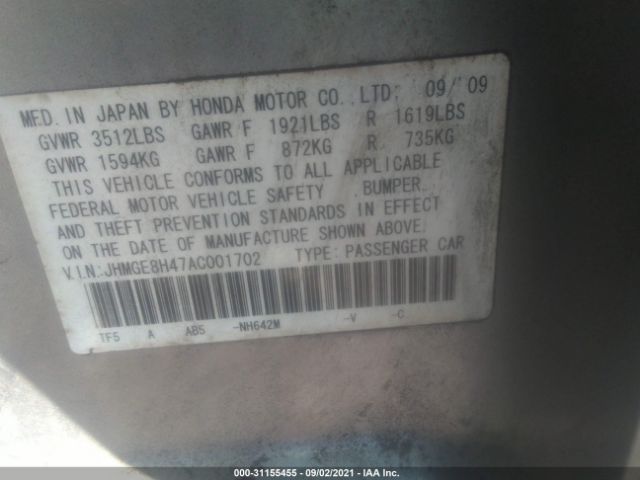 MFD. IN JAPAN BY HONDA MOTOR CO., LTD. 09/'09
GVWR 3512LBS GAWR F 1921LBS R 1619LBS
GVWR 1594KG GAWR F 872KG R 735KG
THIS VEHICLE CONFORMS TO ALL APPLICABLE
FEDERAL MOTOR VEHICLE SAFETY, BUMPER,
AND THEFT PREVENTION STANDARDS IN EFFECT
ON THE DATE OF MANUFACTURE SHOWN ABOVE.
V.I.N: JHMGE8H47AC001702 TYPE: PASSENGER CAR
TF5 A AB5 -NH642M -V -C
000-31155455 - 09/02/2021 - IAA Inc.